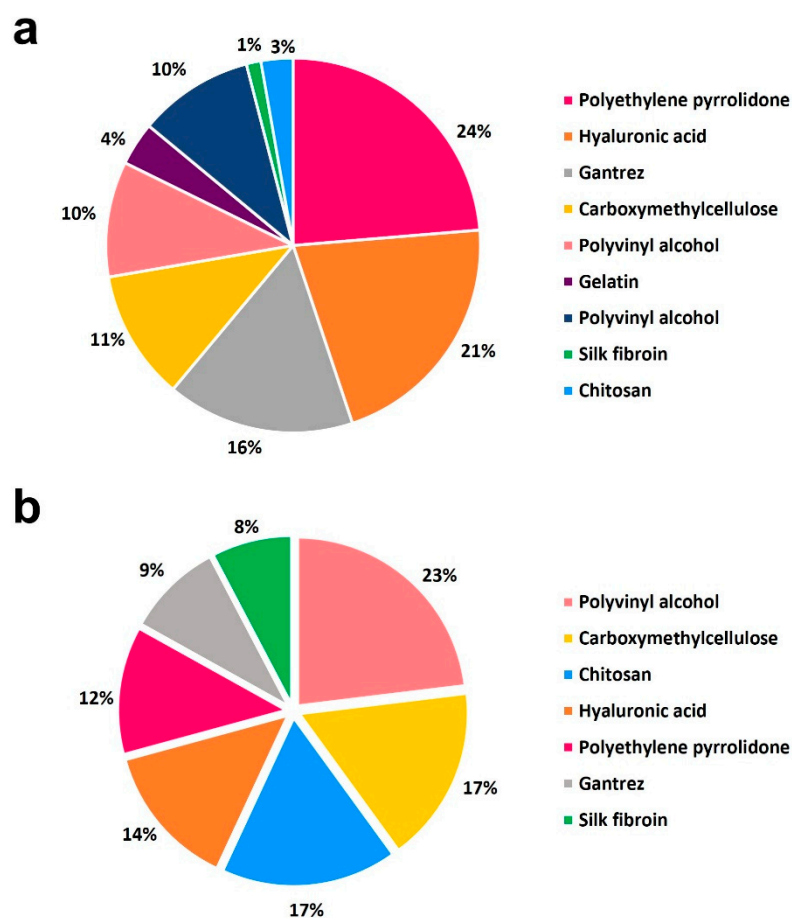 a
1%
3%
10%
24%
4%
10%
11%
21%
16%
Polyethylene pyrrolidone
Hyaluronic acid
Gantrez
Carboxymethylcellulose
Polyvinyl alcohol
Gelatin
Polyvinyl alcohol
Silk fibroin
Chitosan
b
8%
9%
23%
12%
17%
14%
17%
Polyvinyl alcohol
Carboxymethylcellulose
Chitosan
Hyaluronic acid
Polyethylene pyrrolidone
Gantrez
Silk fibroin